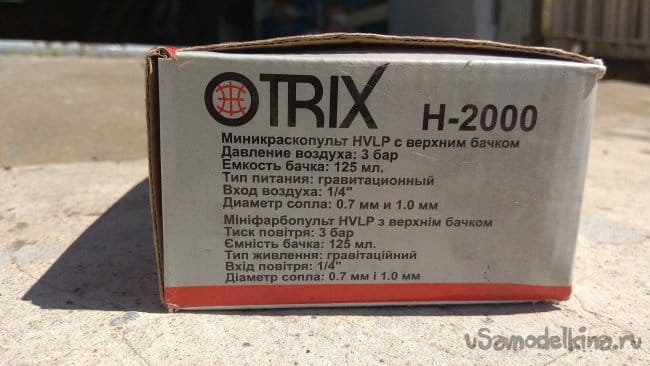 OTRIX H-2000
Миникраскопульт HVLP с верхним бачком
Давление воздуха: 3 бар
Емкость бачка: 125 мл.
Тип питания: гравитационный
Вход воздуха: 1/4"
Диаметр сопла: 0.7 мм и 1.0 мм
Мініфарбопульт HVLP з верхнім бачком
Тиск повітря: 3 бар
Ємність бачка: 125 мл.
Тип живлення: гравітаційний
Вхід повітря: 1/4"
Діаметр сопла: 0.7 мм і 1.0 мм
vSamodelkino.ru